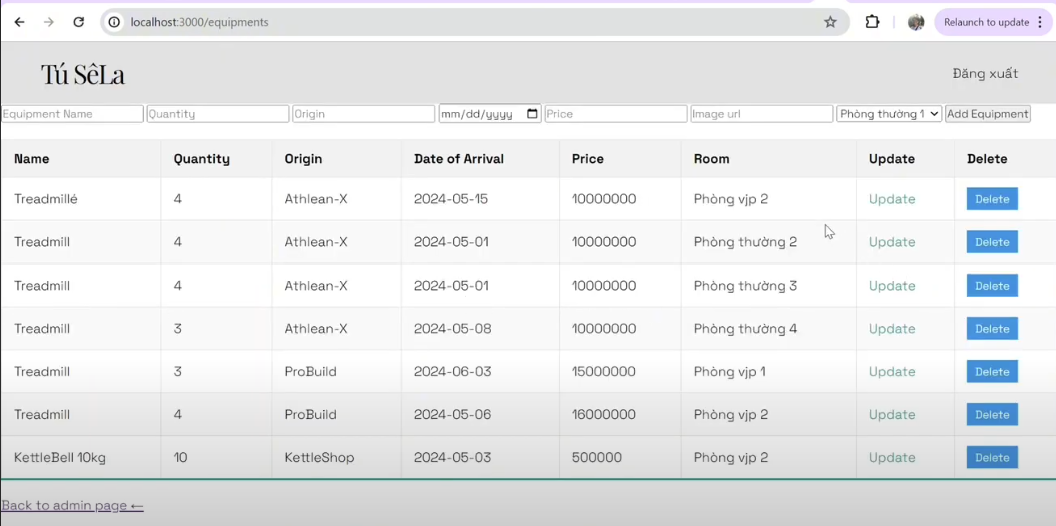 localhost:3000/equipments
Relaunch to update
Tú SêLa
Đăng xuất
Equipment Name Quantity Origin mm/dd/yyyy Price Image url Phòng thường 1 Add Equipment
Name Quantity Origin Date of Arrival Price Room Update Delete
Treadmillé 4 Athlean-X 2024-05-15 10000000 Phòng vjp 2 Update Delete
Treadmill 4 Athlean-X 2024-05-01 10000000 Phòng thường 2 Update Delete
Treadmill 4 Athlean-X 2024-05-01 10000000 Phòng thường 3 Update Delete
Treadmill 3 Athlean-X 2024-05-08 10000000 Phòng thường 4 Update Delete
Treadmill 3 ProBuild 2024-06-03 15000000 Phòng vjp 1 Update Delete
Treadmill 4 ProBuild 2024-05-06 16000000 Phòng vjp 2 Update Delete
KettleBell 10kg 10 KettleShop 2024-05-03 500000 Phòng vjp 2 Update Delete
Back to admin page ←